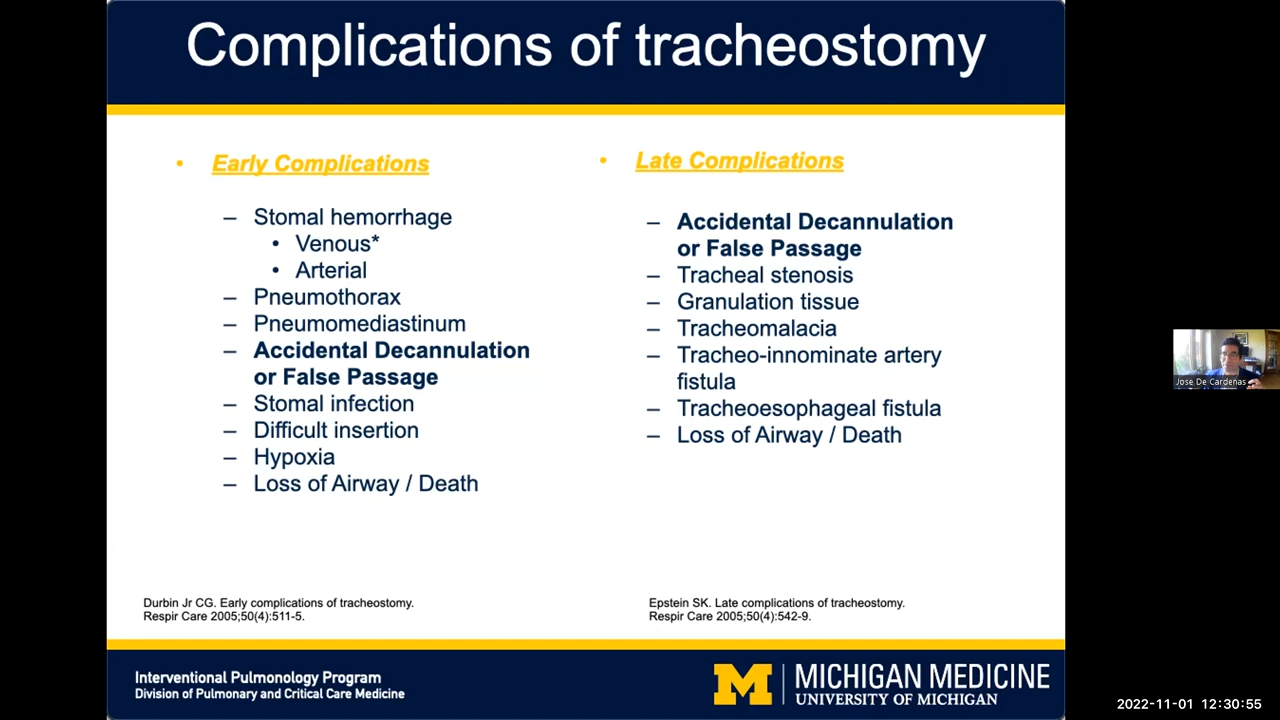 Complications of tracheostomy
• Early Complications
– Stomal hemorrhage
• Venous*
• Arterial
– Pneumothorax
– Pneumomediastinum
– Accidental Decannulation
or False Passage
– Stomal infection
– Difficult insertion
– Hypoxia
– Loss of Airway / Death
• Late Complications
– Accidental Decannulation
or False Passage
– Tracheal stenosis
– Granulation tissue
– Tracheomalacia
– Tracheo-innominate artery
fistula
– Tracheoesophageal fistula
– Loss of Airway / Death
Durbin Jr CG. Early complications of tracheostomy.
Respir Care 2005;50(4):511-5.
Epstein SK. Late complications of tracheostomy.
Respir Care 2005;50(4):542-9.
Interventional Pulmonology Program
Division of Pulmonary and Critical Care Medicine
M
MICHIGAN MEDICINE
UNIVERSITY OF MICHIGAN
Jose De Cardenas
2022-11-01 12:30:55